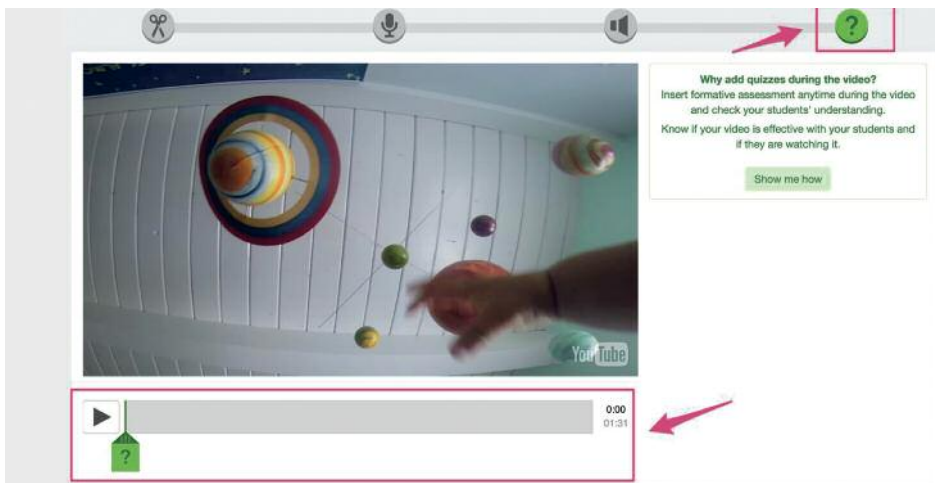 ?
Why add quizzes during the video?
Insert formative assessment anytime during the video
and check your students' understanding.
Know if your video is effective with your students and
if they are watching it.
Show me how
YouTube
0:00
01:31
?